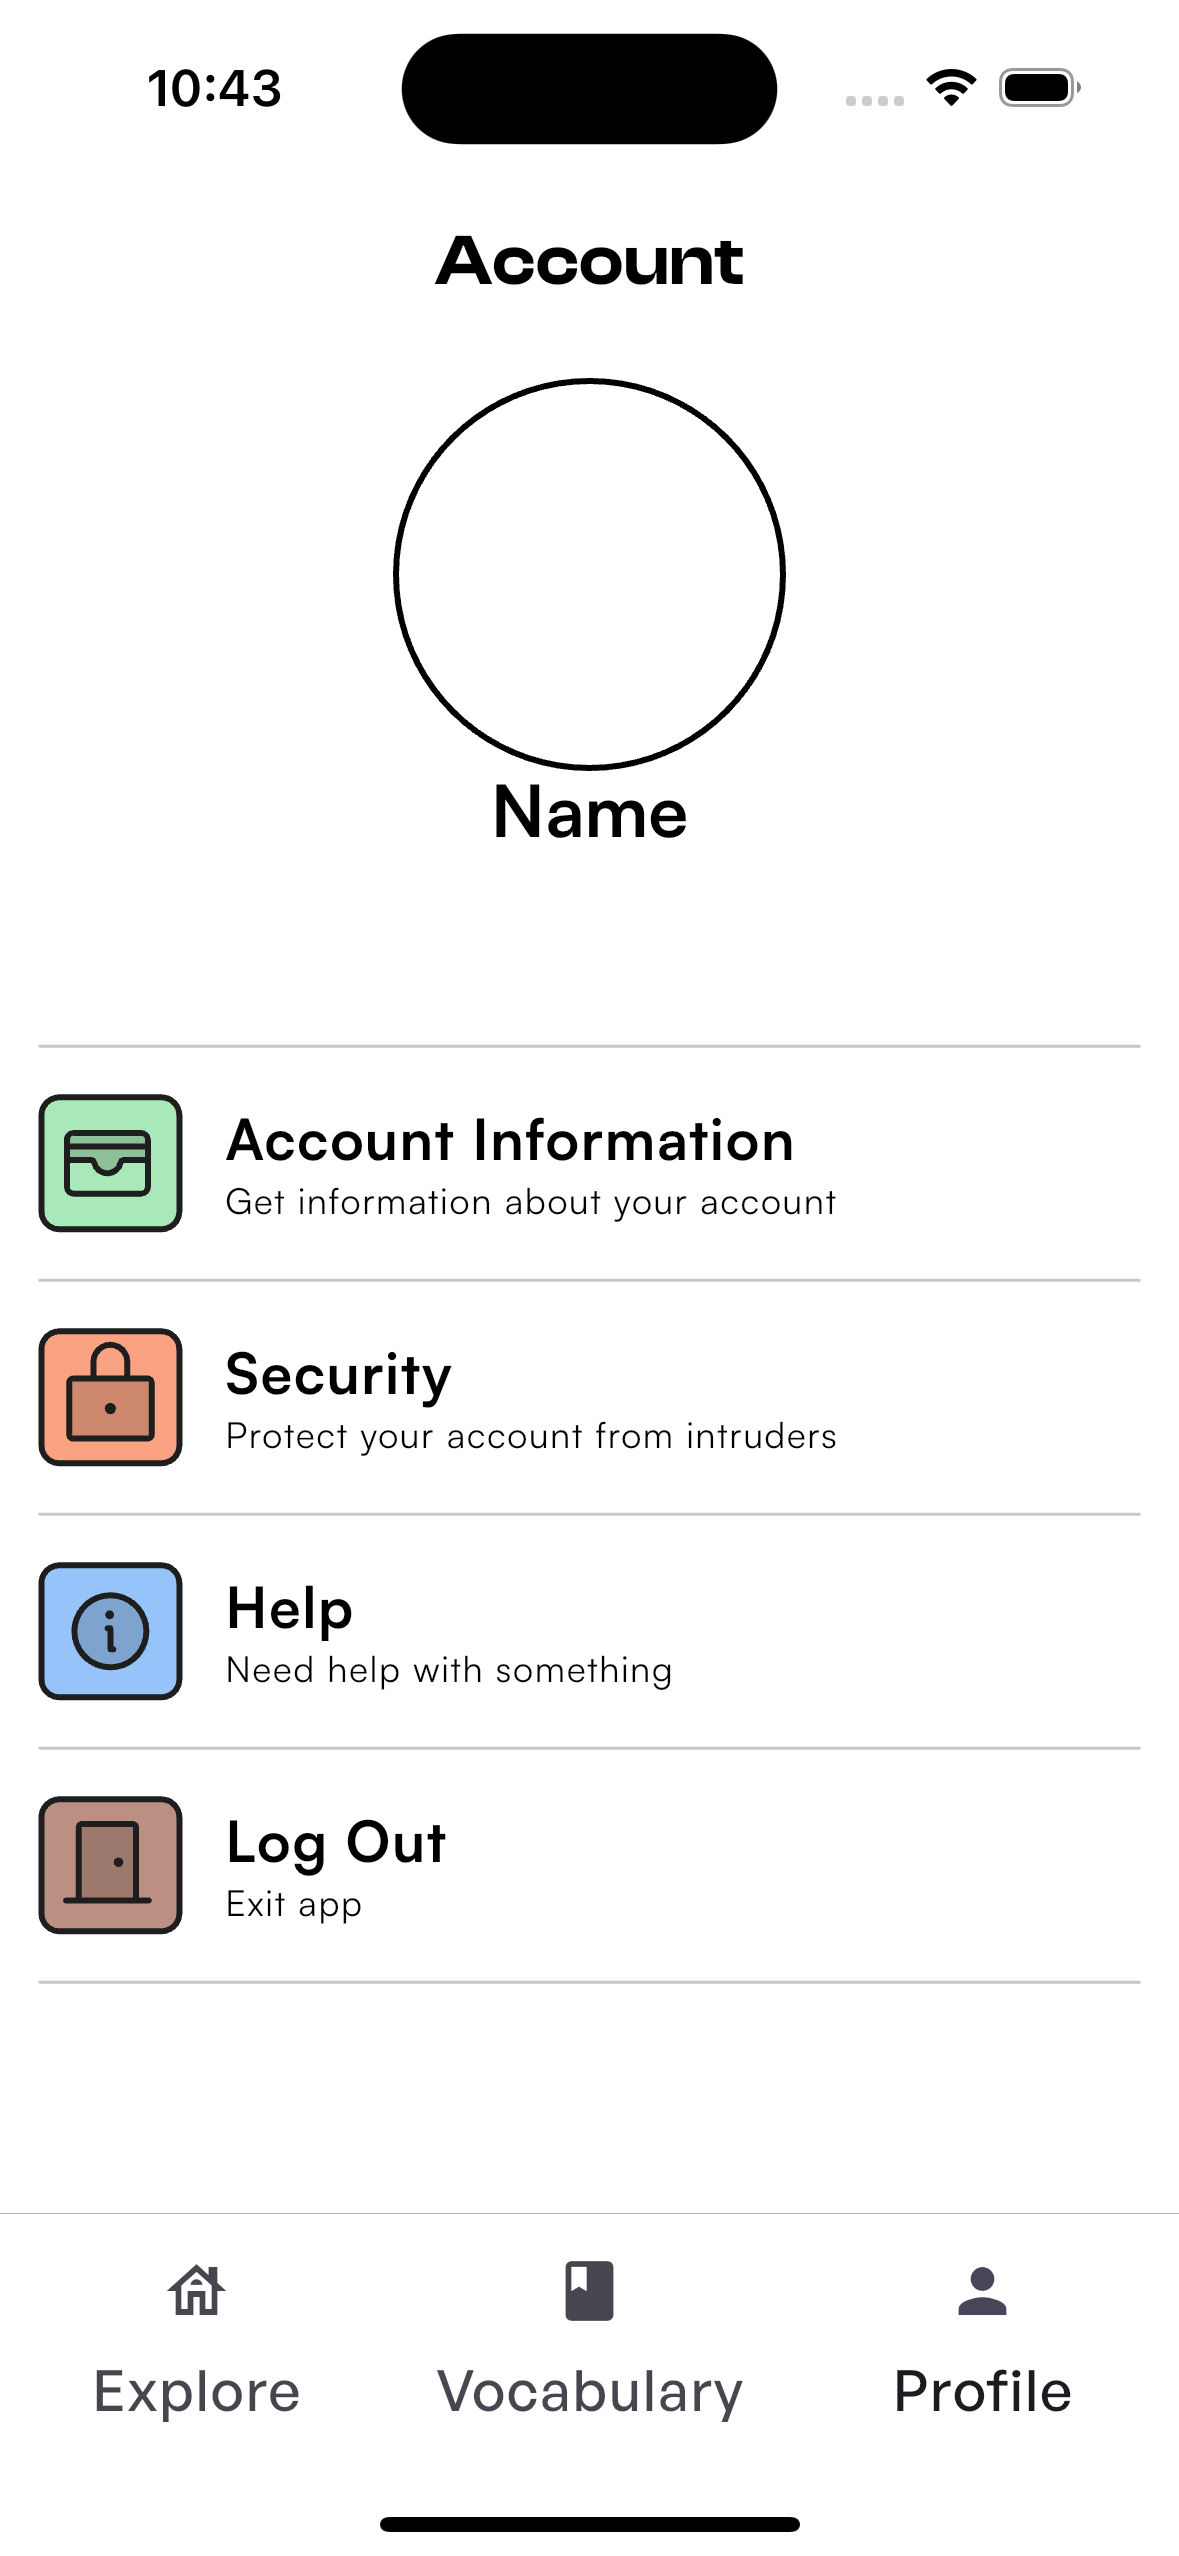 10:43
Account
Name
Account Information
Get information about your account
Security
Protect your account from intruders
Help
Need help with something
Log Out
Exit app
Explore
Vocabulary
Profile